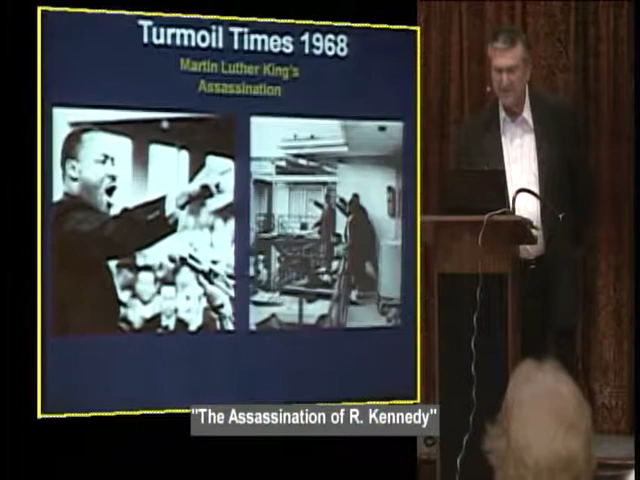 Turmoil Times 1968
Martin Luther King's
Assassination
"The Assassination of R. Kennedy"